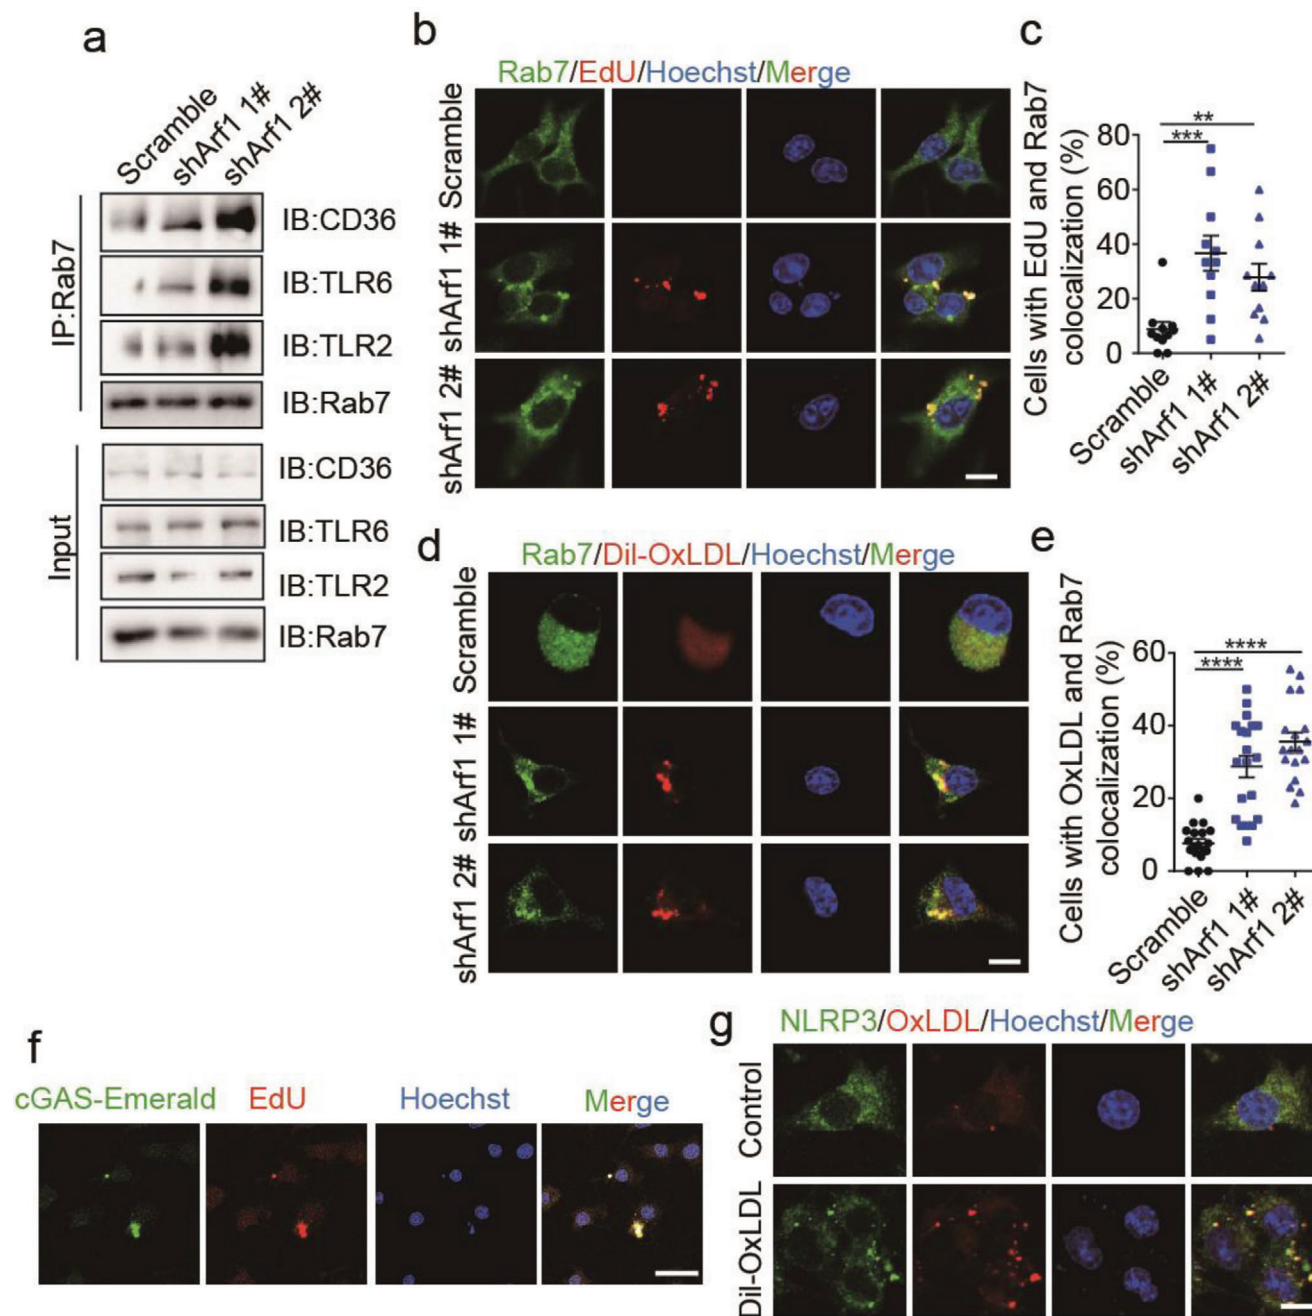 a
Scramble
shArf1 1#
shArf1 2#
IP:Rab7
IB:CD36
IB:TLR6
IB:TLR2
IB:Rab7
Input
IB:CD36
IB:TLR6
IB:TLR2
IB:Rab7
b
Rab7/EdU/Hoechst/Merge
Scramble
shArf1 1#
shArf1 2#
c
Cells with EdU and Rab7
colocalization (%)
80
60
40
20
0
**
***
Scramble
shArf1 1#
shArf1 2#
d
Rab7/Dil-OxLDL/Hoechst/Merge
Scramble
shArf1 1#
shArf1 2#
e
Cells with OxLDL and Rab7
colocalization (%)
60
40
20
0
****
****
Scramble
shArf1 1#
shArf1 2#
f
cGAS-Emerald EdU Hoechst Merge
g
NLRP3/OxLDL/Hoechst/Merge
Control
Dil-OxLDL